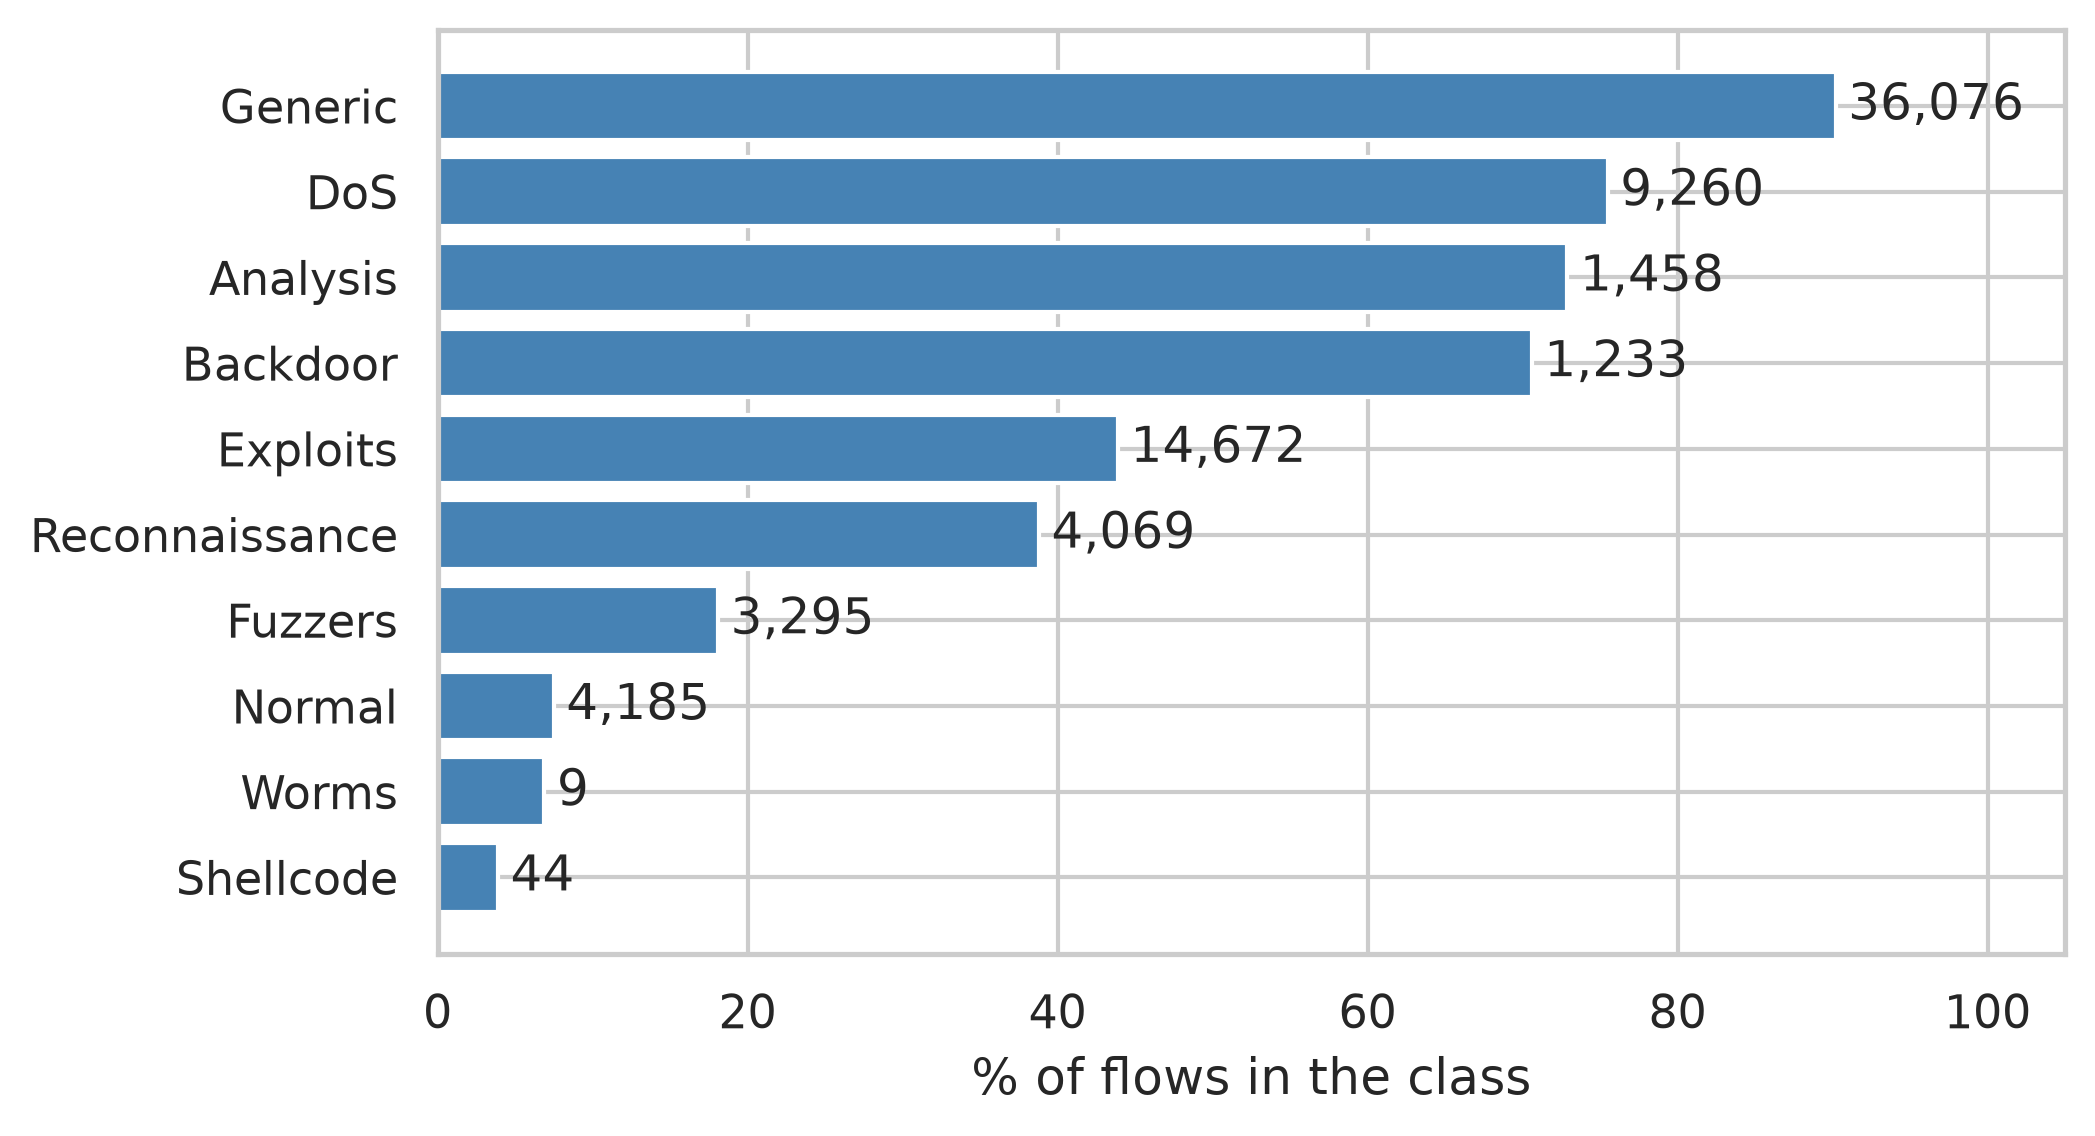 Generic 36,076
DoS 9,260
Analysis 1,458
Backdoor 1,233
Exploits 14,672
Reconnaissance 4,069
Fuzzers 3,295
Normal 4,185
Worms 9
Shellcode 44
0 20 40 60 80 100
% of flows in the class